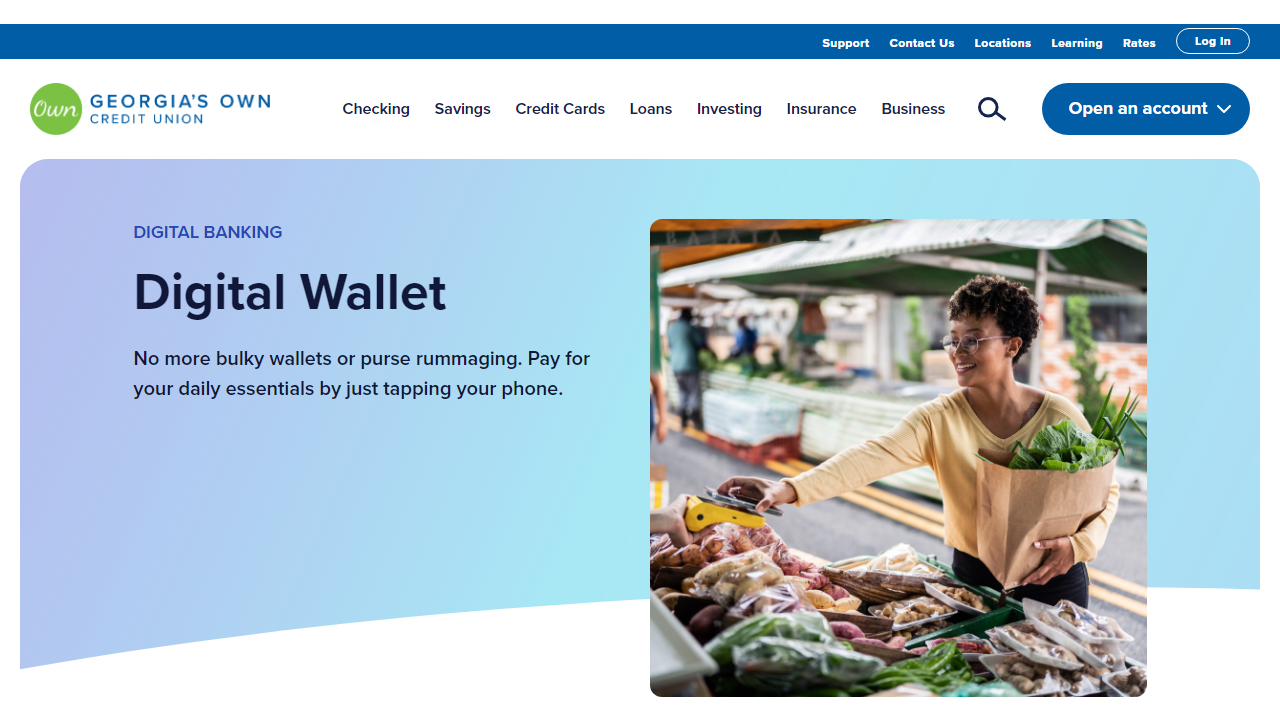 Support Contact Us Locations Learning Rates Log In
Own GEORGIA'S OWN
CREDIT UNION
Checking Savings Credit Cards Loans Investing Insurance Business Open an account
DIGITAL BANKING
Digital Wallet
No more bulky wallets or purse rummaging. Pay for
your daily essentials by just tapping your phone.